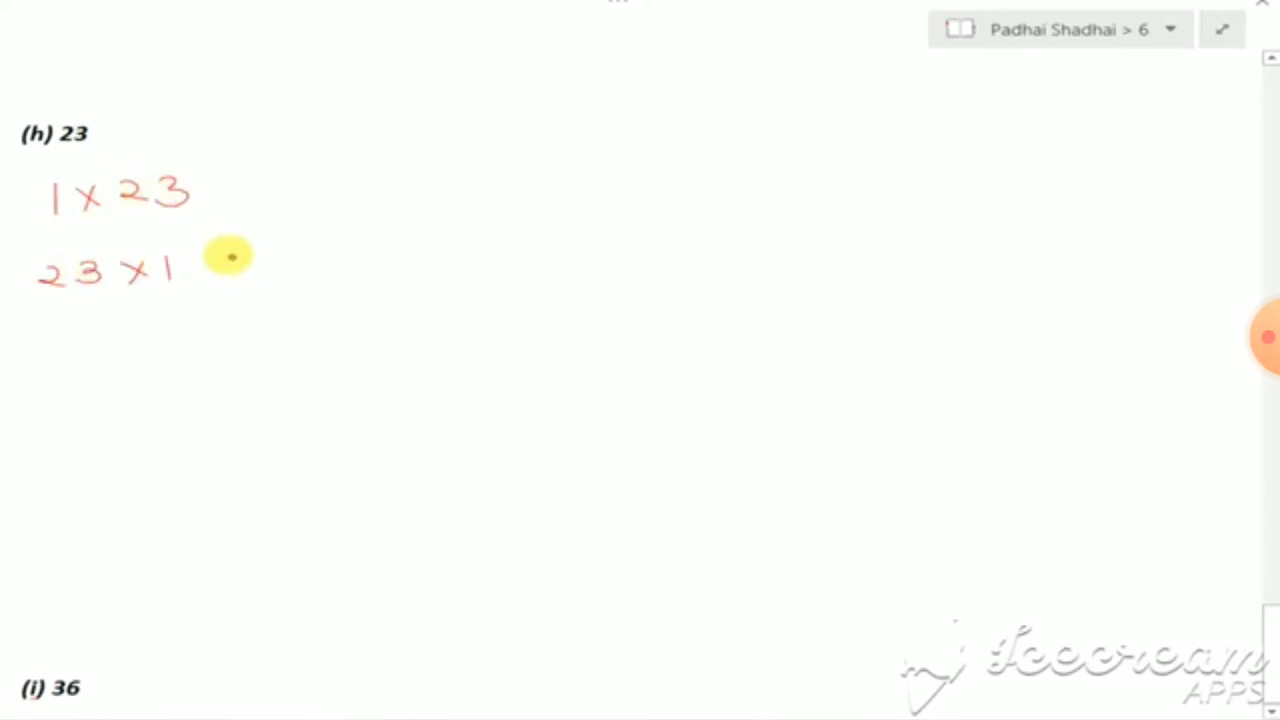 Padhai Shadhai > 6
(h) 23
1 x 23
23 x 1
(i) 36
Icecream
APPS